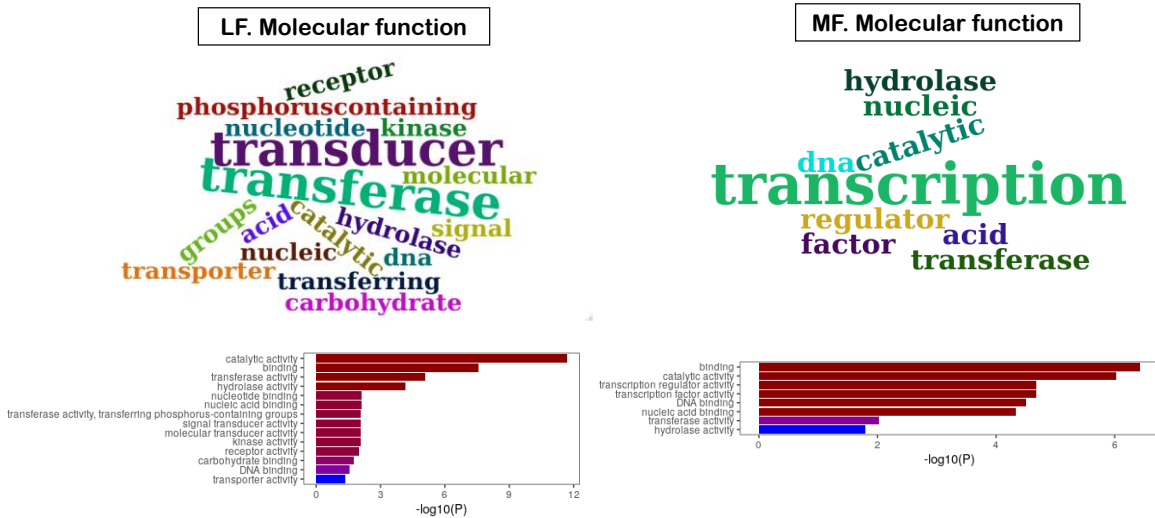 LF. Molecular function
receptor
phosphoruscontaining
nucleotide kinase
transducer
transferase
molecular
groups
acid
catalytic
hydrolase
signal
nucleic
dna
transporter
transferring
carbohydrate
catalytic activity
binding
transferase activity
hydrolase activity
nucleotide binding
nucleic acid binding
transferase activity, transferring phosphorus-containing groups
signal transducer activity
molecular transducer activity
kinase activity
receptor activity
carbohydrate binding
DNA binding
transporter activity
0 3 6 9 12
-log10(P)
MF. Molecular function
hydrolase
nucleic
catalytic
dna
transcription
regulator
factor
acid
transferase
binding
catalytic activity
transcription regulator activity
transcription factor activity
DNA binding
nucleic acid binding
transferase activity
hydrolase activity
0 2 4 6
-log10(P)